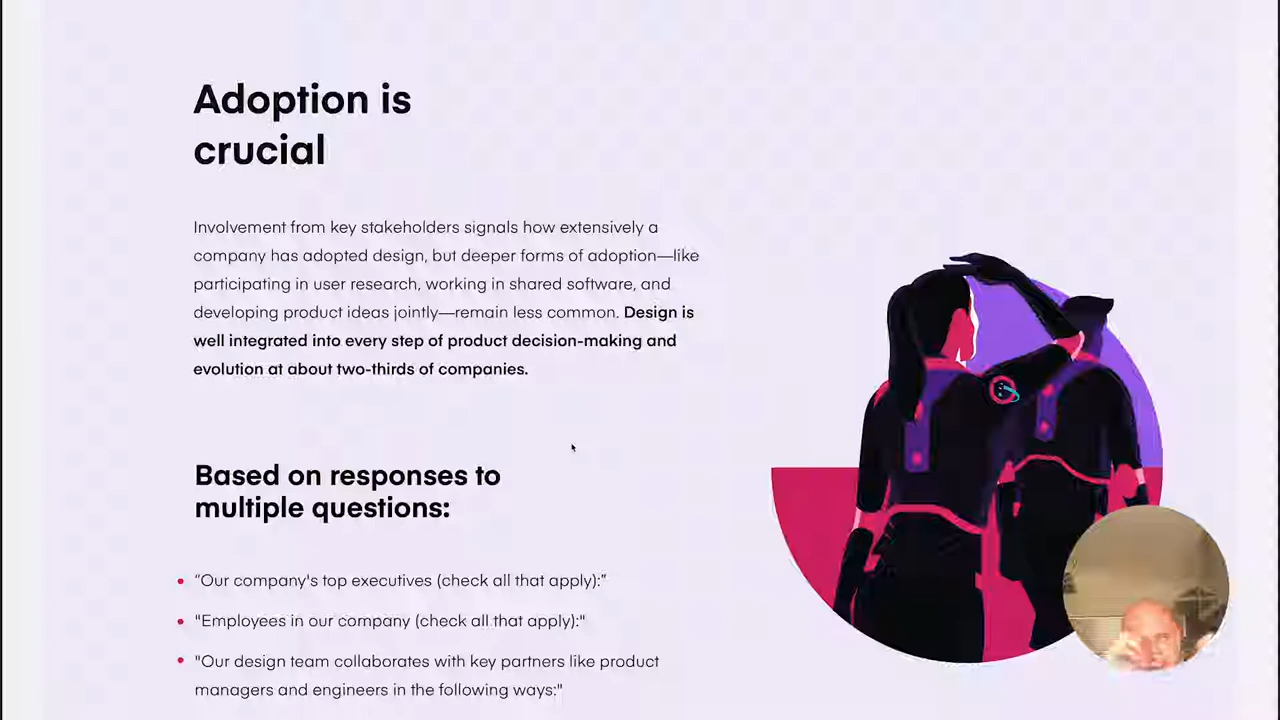 Adoption is
crucial
Involvement from key stakeholders signals how extensively a
company has adopted design, but deeper forms of adoption—like
participating in user research, working in shared software, and
developing product ideas jointly—remain less common. Design is
well integrated into every step of product decision-making and
evolution at about two-thirds of companies.
Based on responses to
multiple questions:
• “Our company's top executives (check all that apply):”
• "Employees in our company (check all that apply):"
• "Our design team collaborates with key partners like product
managers and engineers in the following ways:"